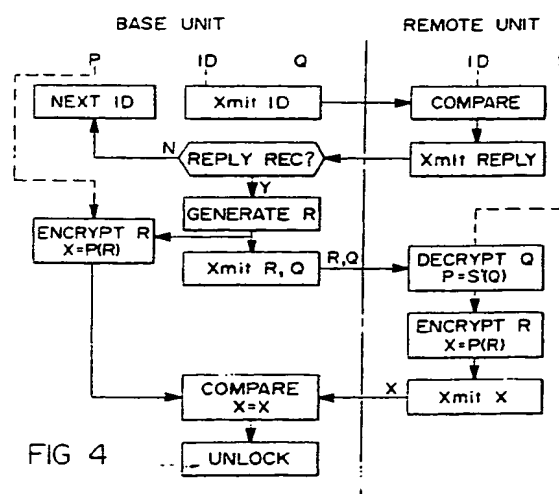 BASE UNIT
REMOTE UNIT
P
ID
Q
ID
NEXT ID
Xmit ID
COMPARE
N
REPLY REC?
Xmit REPLY
Y
GENERATE R
ENCRYPT R
X=P(R)
Xmit R, Q
R,Q
DECRYPT Q
P=S'(Q)
ENCRYPT R
X=P(R)
COMPARE
X=X
X
Xmit X
UNLOCK
FIG 4